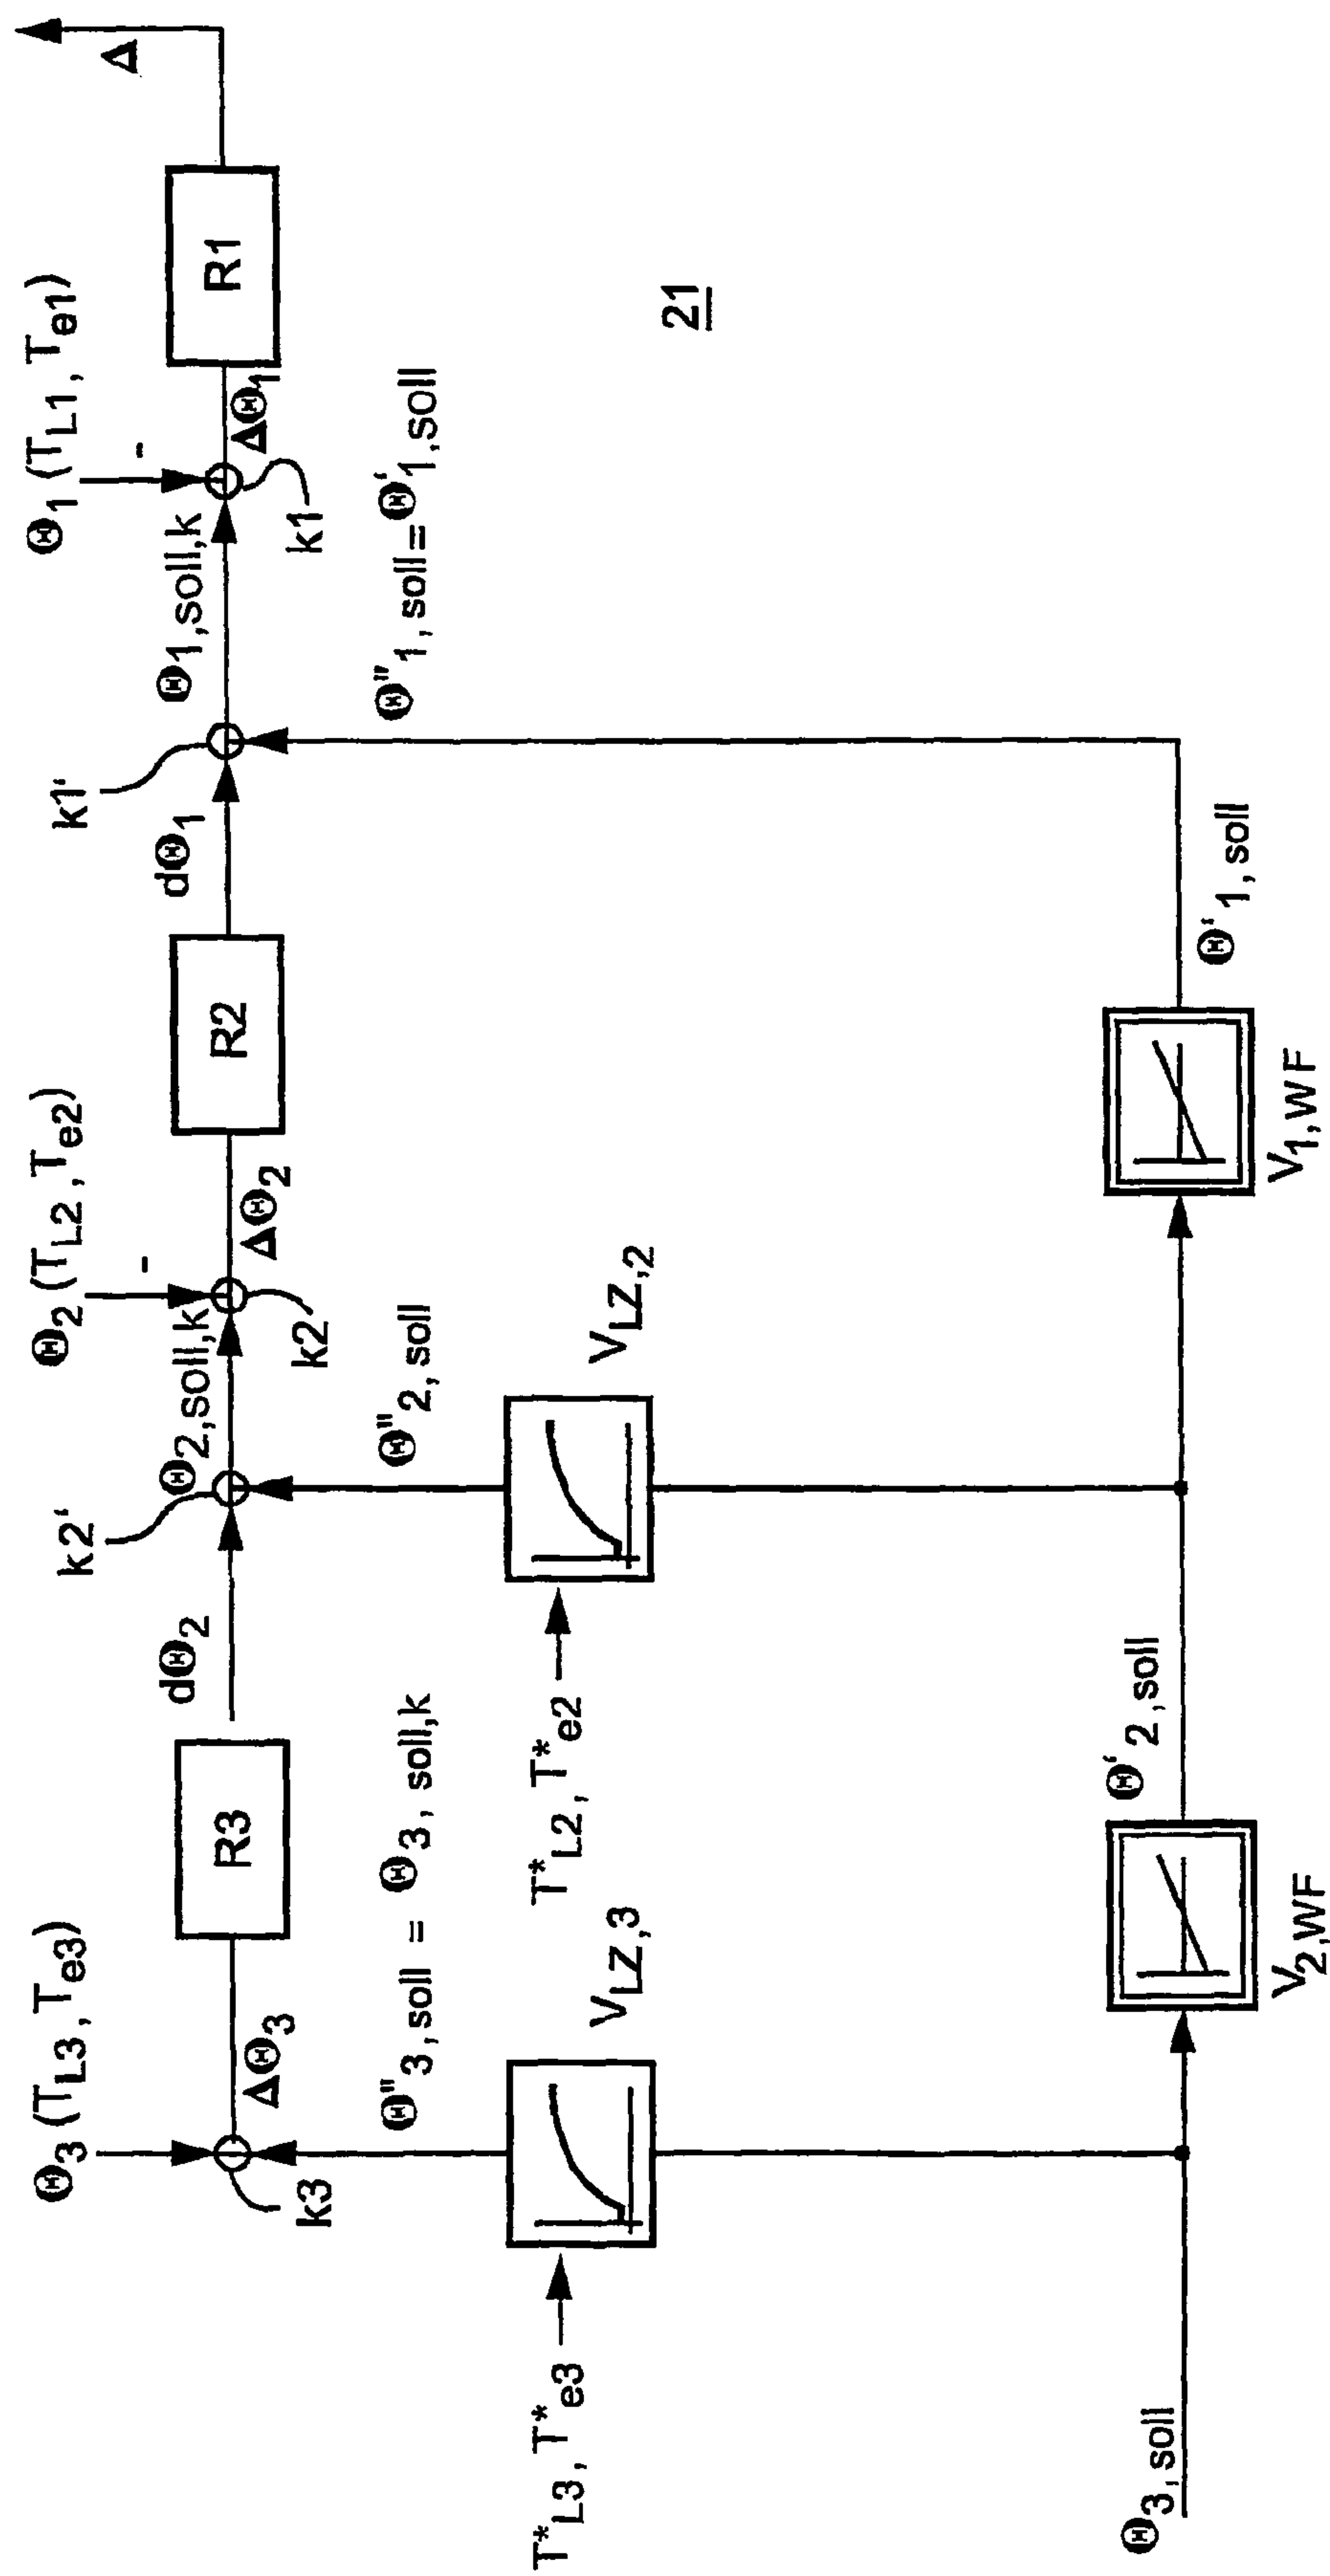 Θ3 (TL3, Te3)
Θ2 (TL2, Te2)
Θ1 (TL1, Te1)
Δ
-
-
k2‘
k1‘
dΘ2
Θ2,soll,k
dΘ1
Θ1,soll,k
R3
R2
R1
ΔΘ3
ΔΘ2
ΔΘ1
k3
k2
k1
Θ"3, soll = Θ3, soll,k
Θ"2, soll
Θ"1, soll=Θ‘1, soll
T*L3, T*e3
T*L2, T*e2
VLZ,3
VLZ,2
21
Θ3, soll
Θ‘2, soll
Θ‘1, soll
V2,WF
V1, WF